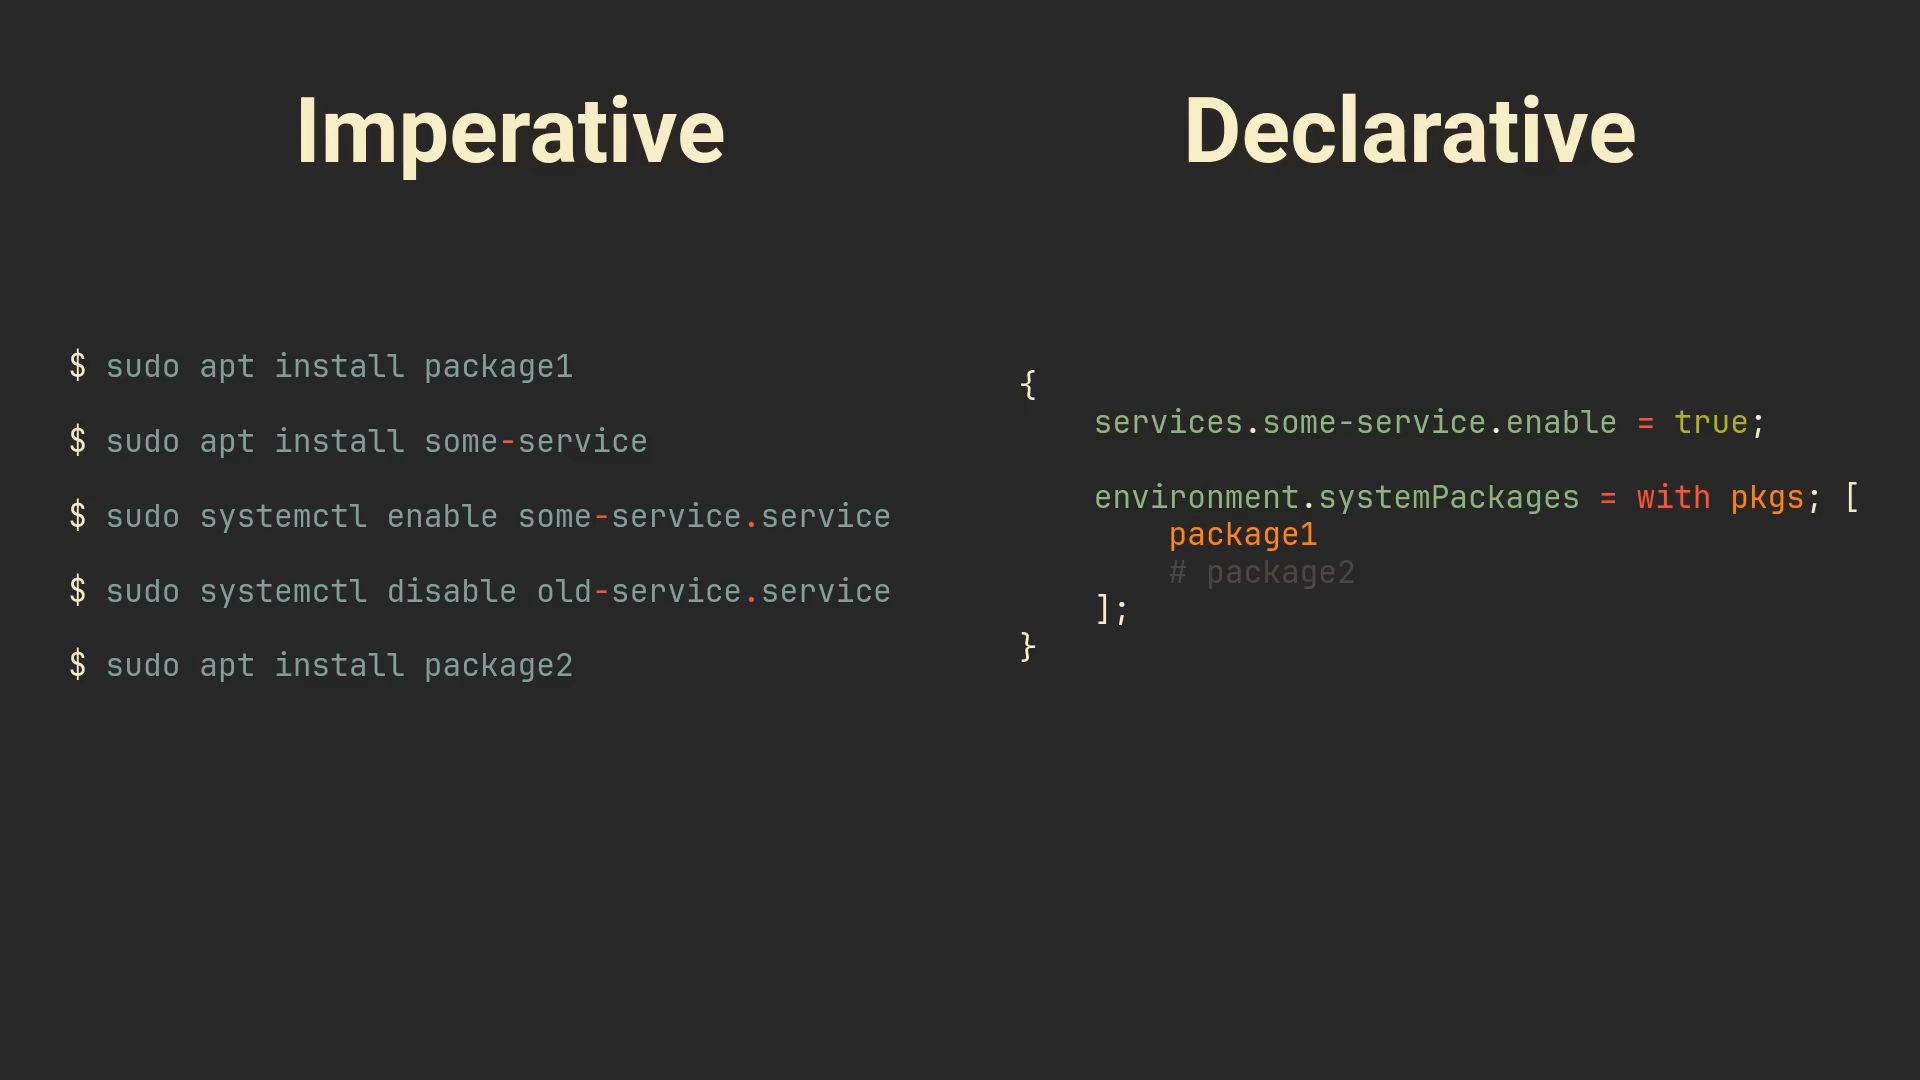 Imperative
$ sudo apt install package1
$ sudo apt install some-service
$ sudo systemctl enable some-service.service
$ sudo systemctl disable old-service.service
$ sudo apt install package2
Declarative
{
    services.some-service.enable = true;
    environment.systemPackages = with pkgs; [
        package1
        # package2
    ];
}